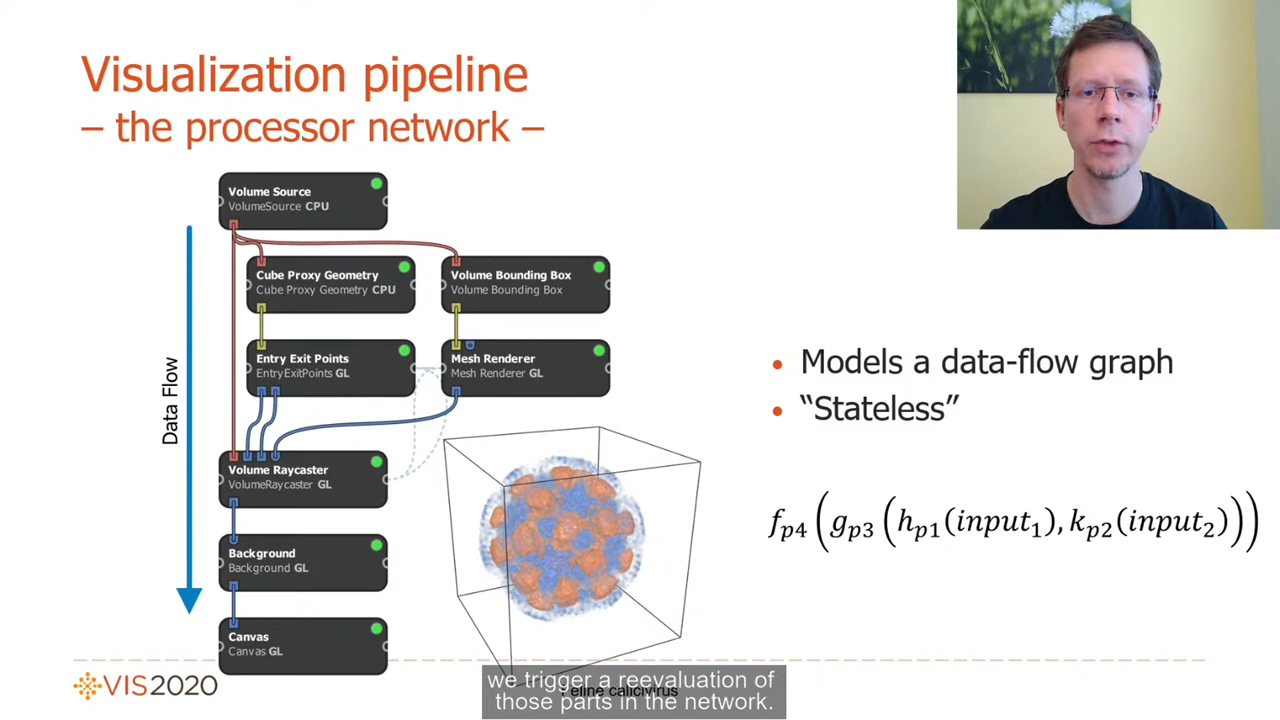 Visualization pipeline
– the processor network –
Volume Source
VolumeSource CPU
Cube Proxy Geometry
Cube Proxy Geometry CPU
Volume Bounding Box
Volume Bounding Box
Entry Exit Points
EntryExitPoints GL
Mesh Renderer
Mesh Renderer GL
Data Flow
Volume Raycaster
VolumeRaycaster GL
Background
Background GL
Canvas
Canvas GL
• Models a data-flow graph
• “Stateless”
f_p4(g_p3(h_p1(input_1), k_p2(input_2)))
VIS2020
Feline calicivirus
we trigger a reevaluation of
those parts in the network.